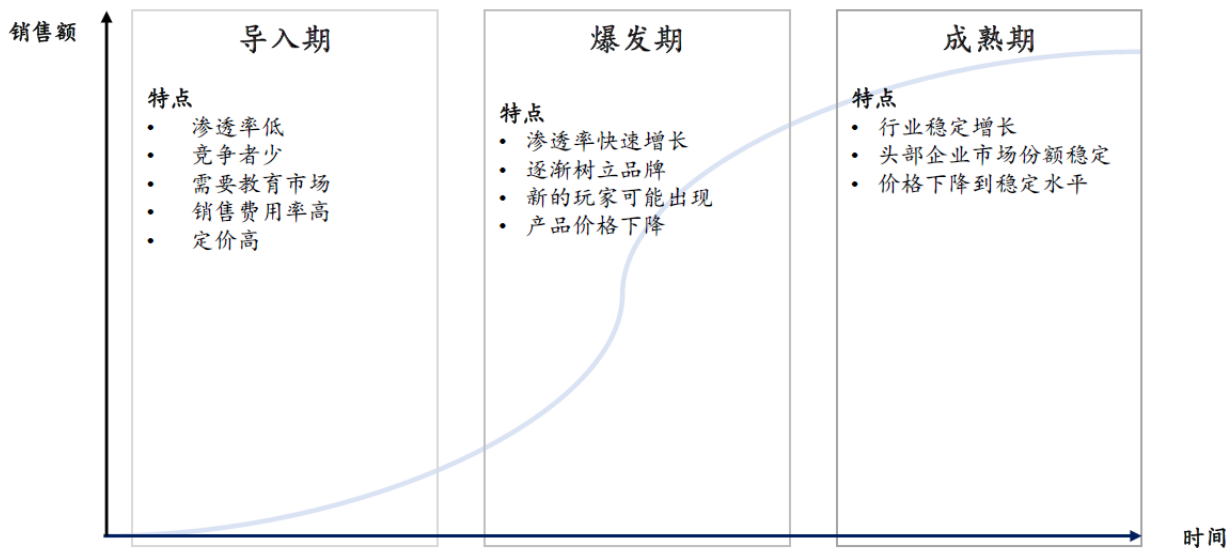 销售额
导入期
特点
• 渗透率低
• 竞争者少
• 需要教育市场
• 销售费用率高
• 定价高
爆发期
特点
• 渗透率快速增长
• 逐渐树立品牌
• 新的玩家可能出现
• 产品价格下降
成熟期
特点
• 行业稳定增长
• 头部企业市场份额稳定
• 价格下降到稳定水平
时间